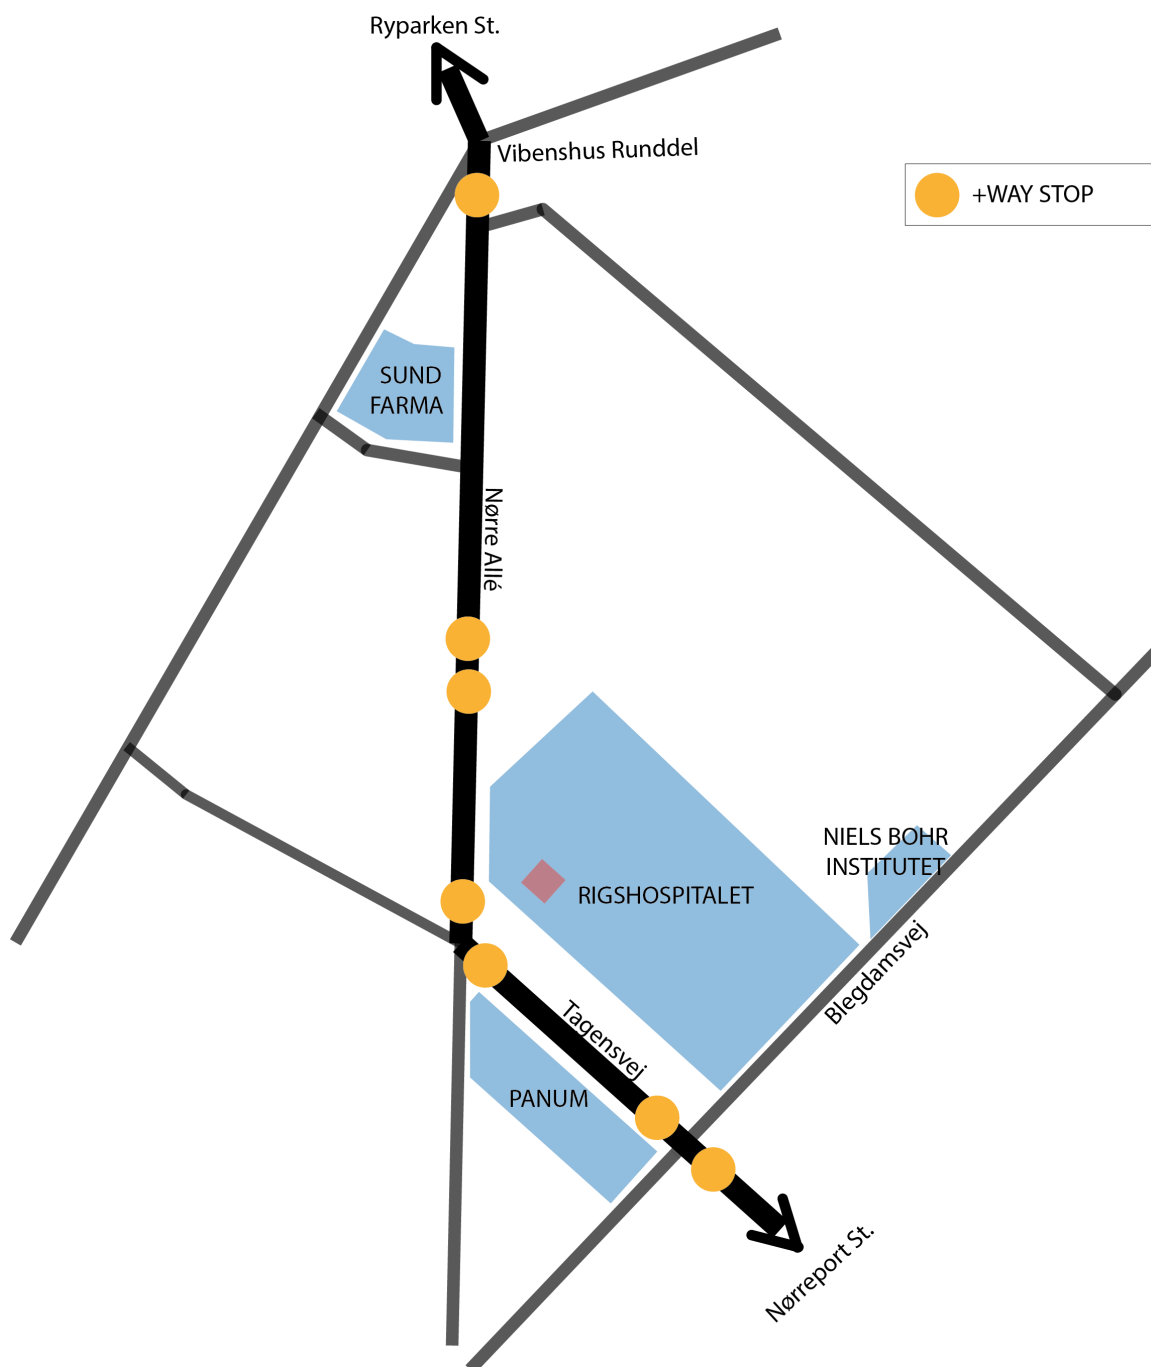 Ryparken St.
Vibenshus Runddel
+WAY STOP
SUND
FARMA
Nørre Allé
NIELS BOHR
INSTITUTET
RIGSHOSPITALET
Blegdamsvej
Tagensvej
PANUM
Nørreport St.